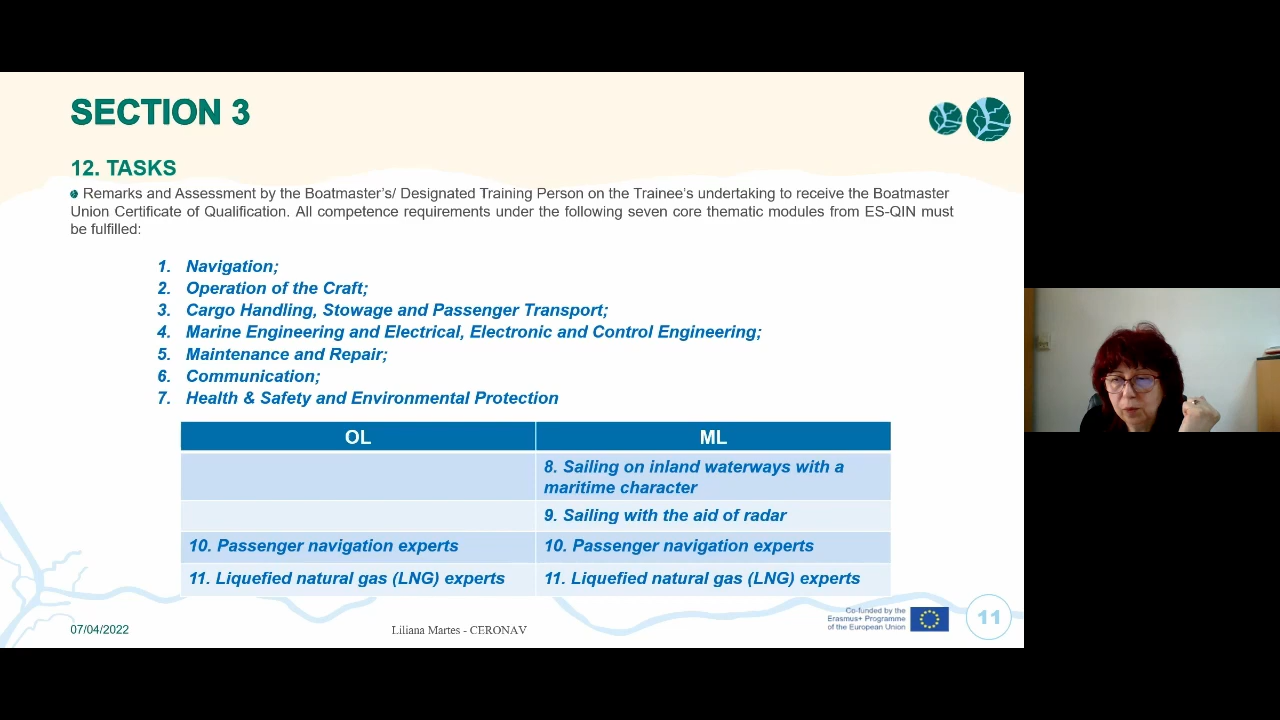 SECTION 3
12. TASKS
Remarks and Assessment by the Boatmaster's/ Designated Training Person on the Trainee's undertaking to receive the Boatmaster
Union Certificate of Qualification. All competence requirements under the following seven core thematic modules from ES-QIN must
be fulfilled:
1. Navigation;
2. Operation of the Craft;
3. Cargo Handling, Stowage and Passenger Transport;
4. Marine Engineering and Electrical, Electronic and Control Engineering;
5. Maintenance and Repair;
6. Communication;
7. Health & Safety and Environmental Protection
OL ML
8. Sailing on inland waterways with a
maritime character
9. Sailing with the aid of radar
10. Passenger navigation experts 10. Passenger navigation experts
11. Liquefied natural gas (LNG) experts 11. Liquefied natural gas (LNG) experts
07/04/2022
Liliana Martes - CERONAV
Co-funded by the
Erasmus+ Programme
of the European Union
11